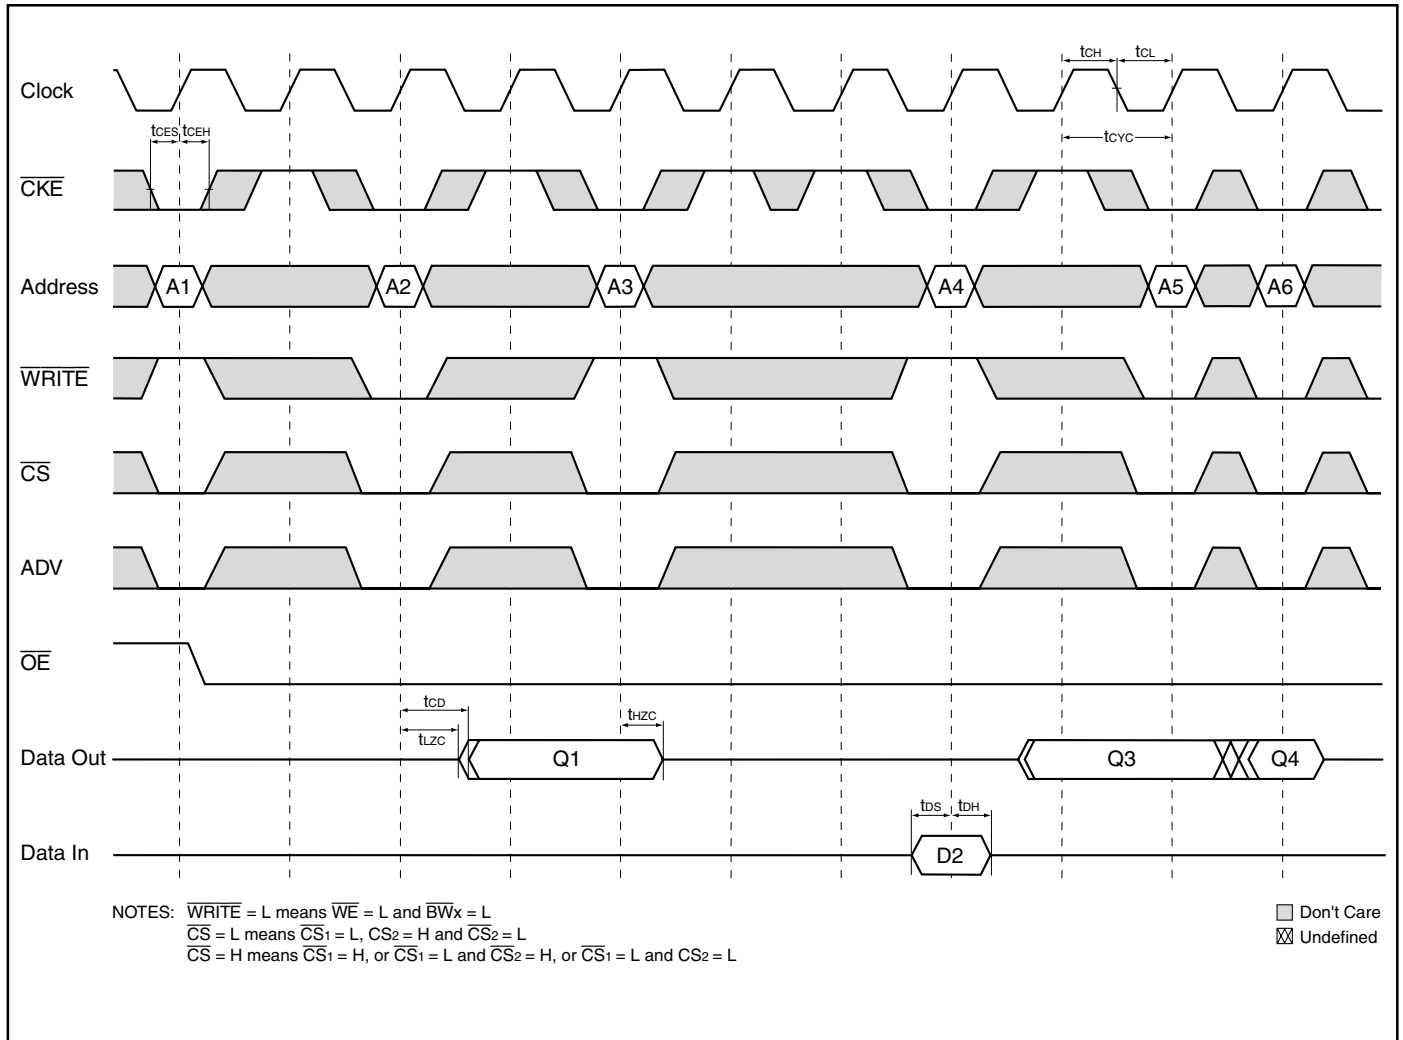 tCH tCL
Clock
tCES tCEH
tCYC
CKE
Address A1 A2 A3 A4 A5 A6
WRITE
CS
ADV
OE
tCD
tHZC
tLZC
Data Out Q1 Q3 Q4
tDS tDH
Data In D2
NOTES: WRITE = L means WE = L and BWx = L
CS = L means CS1 = L, CS2 = H and CS2 = L
CS = H means CS1 = H, or CS1 = L and CS2 = H, or CS1 = L and CS2 = L
Don't Care
Undefined